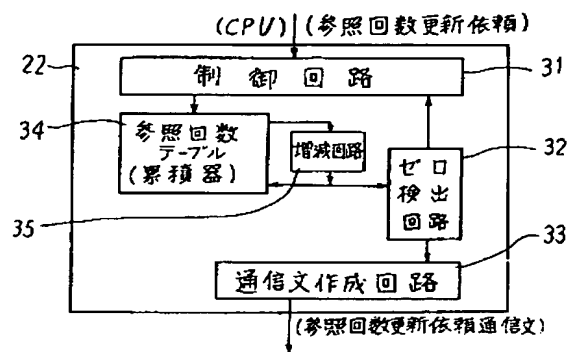 (CPU) (参照回数更新依頼)
22
制御回路
31
34
参照回数
テーブル
(累積器)
増減回路
35
ゼロ
検出
回路
32
33
通信文作成回路
(参照回数更新依頼通信文)